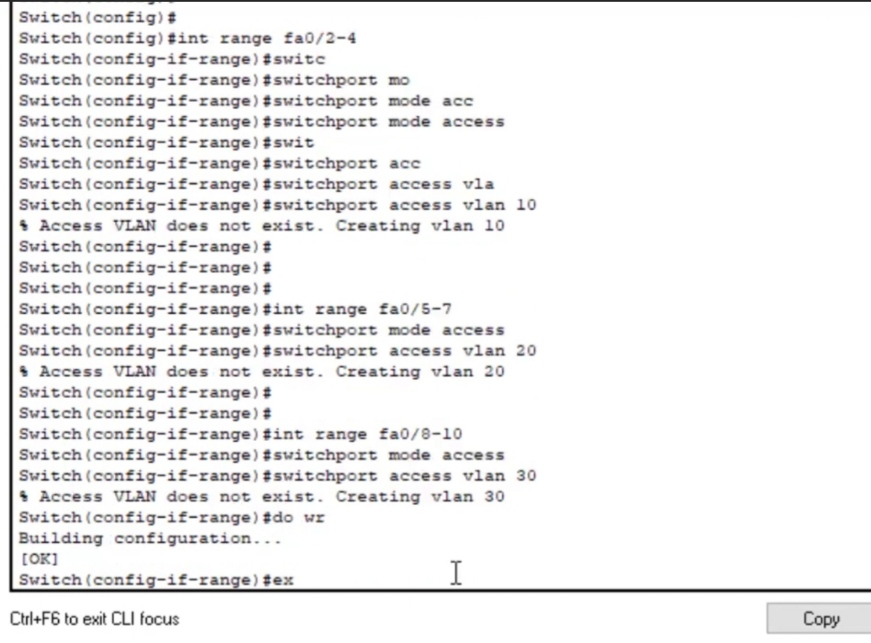 Switch(config)#
Switch(config)#int range fa0/2-4
Switch(config-if-range)#switc
Switch(config-if-range)#switchport mo
Switch(config-if-range)#switchport mode acc
Switch(config-if-range)#switchport mode access
Switch(config-if-range)#swit
Switch(config-if-range)#switchport acc
Switch(config-if-range)#switchport access vla
Switch(config-if-range)#switchport access vlan 10
% Access VLAN does not exist. Creating vlan 10
Switch(config-if-range)#
Switch(config-if-range)#
Switch(config-if-range)#
Switch(config-if-range)#int range fa0/5-7
Switch(config-if-range)#switchport mode access
Switch(config-if-range)#switchport access vlan 20
% Access VLAN does not exist. Creating vlan 20
Switch(config-if-range)#
Switch(config-if-range)#
Switch(config-if-range)#int range fa0/8-10
Switch(config-if-range)#switchport mode access
Switch(config-if-range)#switchport access vlan 30
% Access VLAN does not exist. Creating vlan 30
Switch(config-if-range)#do wr
Building configuration...
[OK]
Switch(config-if-range)#ex
Ctrl+F6 to exit CLI focus
Copy